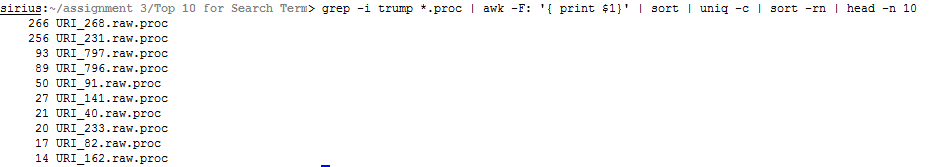 sirius:~/assignment 3/Top 10 for Search Term> grep -i trump *.proc | awk -F: '{ print $1}' | sort | uniq -c | sort -rn | head -n 10
266 URI_268.raw.proc
256 URI_231.raw.proc
93 URI_797.raw.proc
89 URI_796.raw.proc
50 URI_91.raw.proc
27 URI_141.raw.proc
21 URI_40.raw.proc
20 URI_233.raw.proc
17 URI_82.raw.proc
14 URI_162.raw.proc